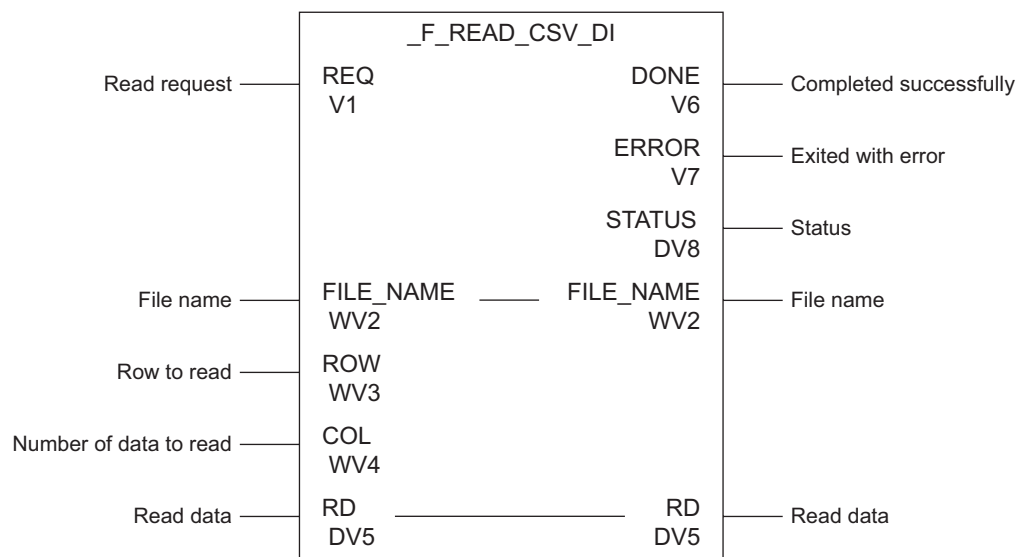 _F_READ_CSV_DI
Read request REQ DONE Completed successfully
V1 V6
ERROR Exited with error
V7
STATUS Status
DV8
File name FILE_NAME FILE_NAME File name
WV2 WV2
Row to read ROW
WV3
Number of data to read COL
WV4
Read data RD RD Read data
DV5 DV5